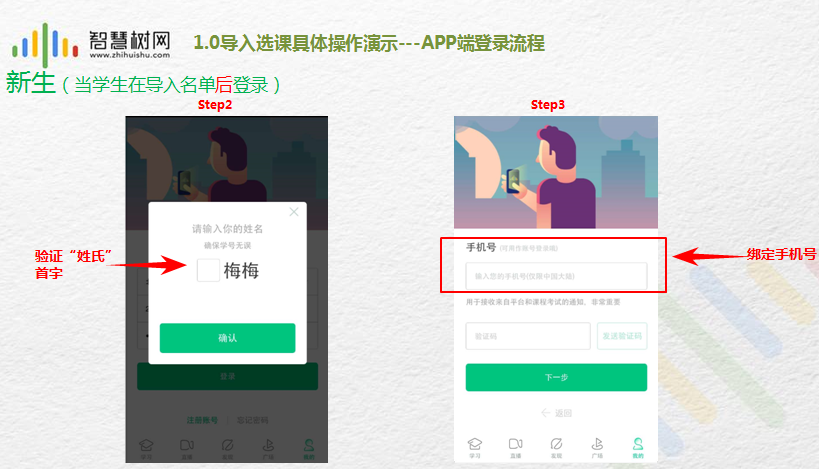 智慧树网
www.zhihuishu.com
1.0导入选课具体操作演示---APP端登录流程
新生（当学生在导入名单后登录）
Step2
请输入你的姓名
确保学号无误
梅梅
确认
登录
注册账号 | 忘记密码
学习 直播 发现 广场 我的
验证“姓氏”
首字
Step3
手机号
输入您的手机号(仅限中国大陆)
用于接收来自平台和课程考试的通知，非常重要
验证码 发送验证码
下一步
返回
学习 直播 发现 广场 我的
绑定手机号